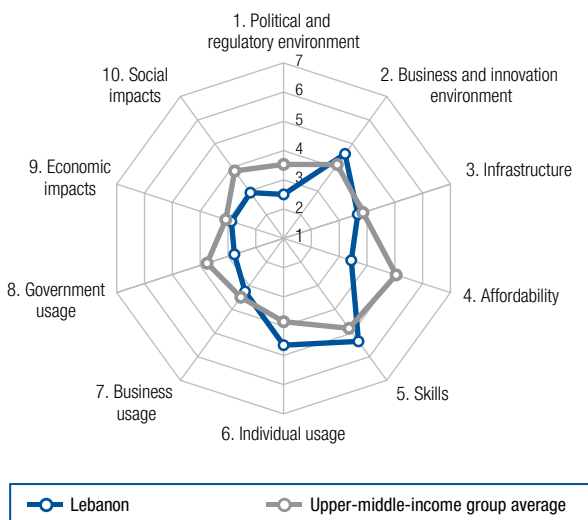 1. Political and
regulatory environment
2. Business and innovation
environment
3. Infrastructure
4. Affordability
5. Skills
6. Individual usage
7. Business
usage
8. Government
usage
9. Economic
impacts
10. Social
impacts
7
6
5
4
3
2
1
Lebanon
Upper-middle-income group average